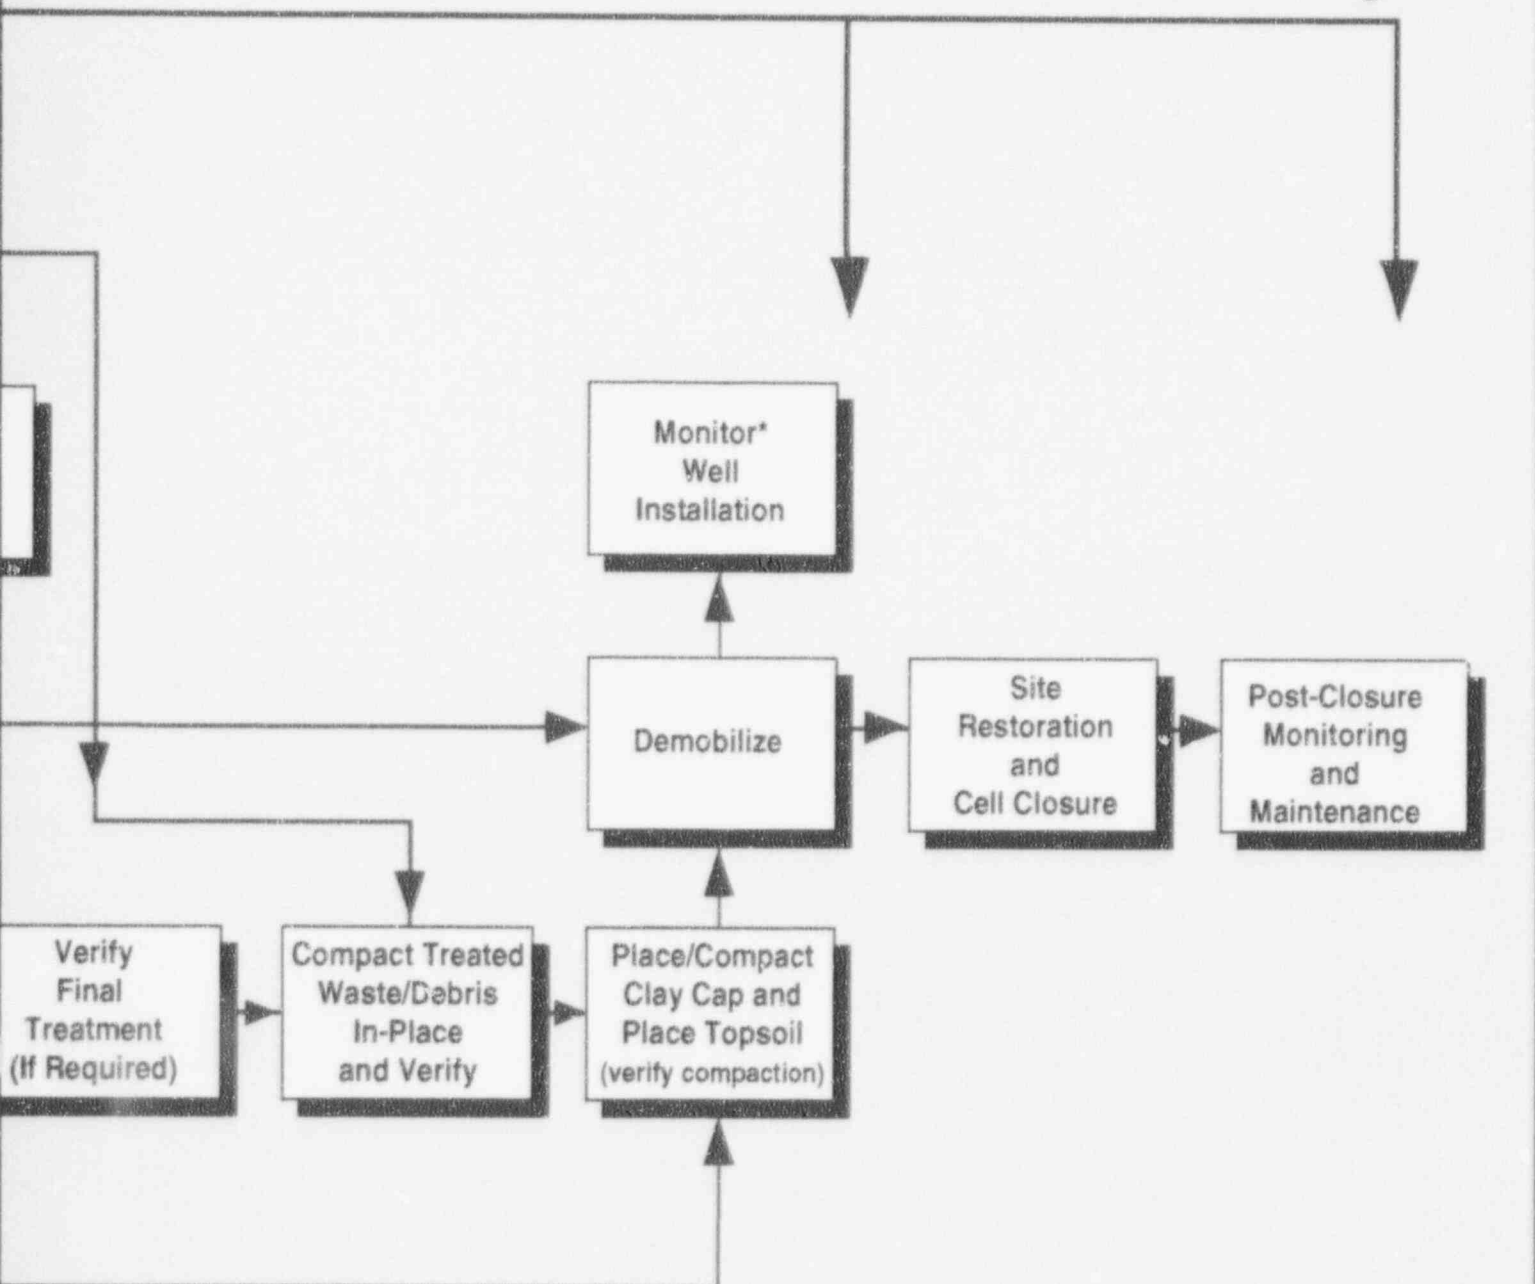 Monitor*
Well
Installation
Demobilize
Site
Restoration
and
Cell Closure
Post-Closure
Monitoring
and
Maintenance
Verify
Final
Treatment
(If Required)
Compact Treated
Waste/Debris
In-Place
and Verify
Place/Compact
Clay Cap and
Place Topsoil
(verify compaction)